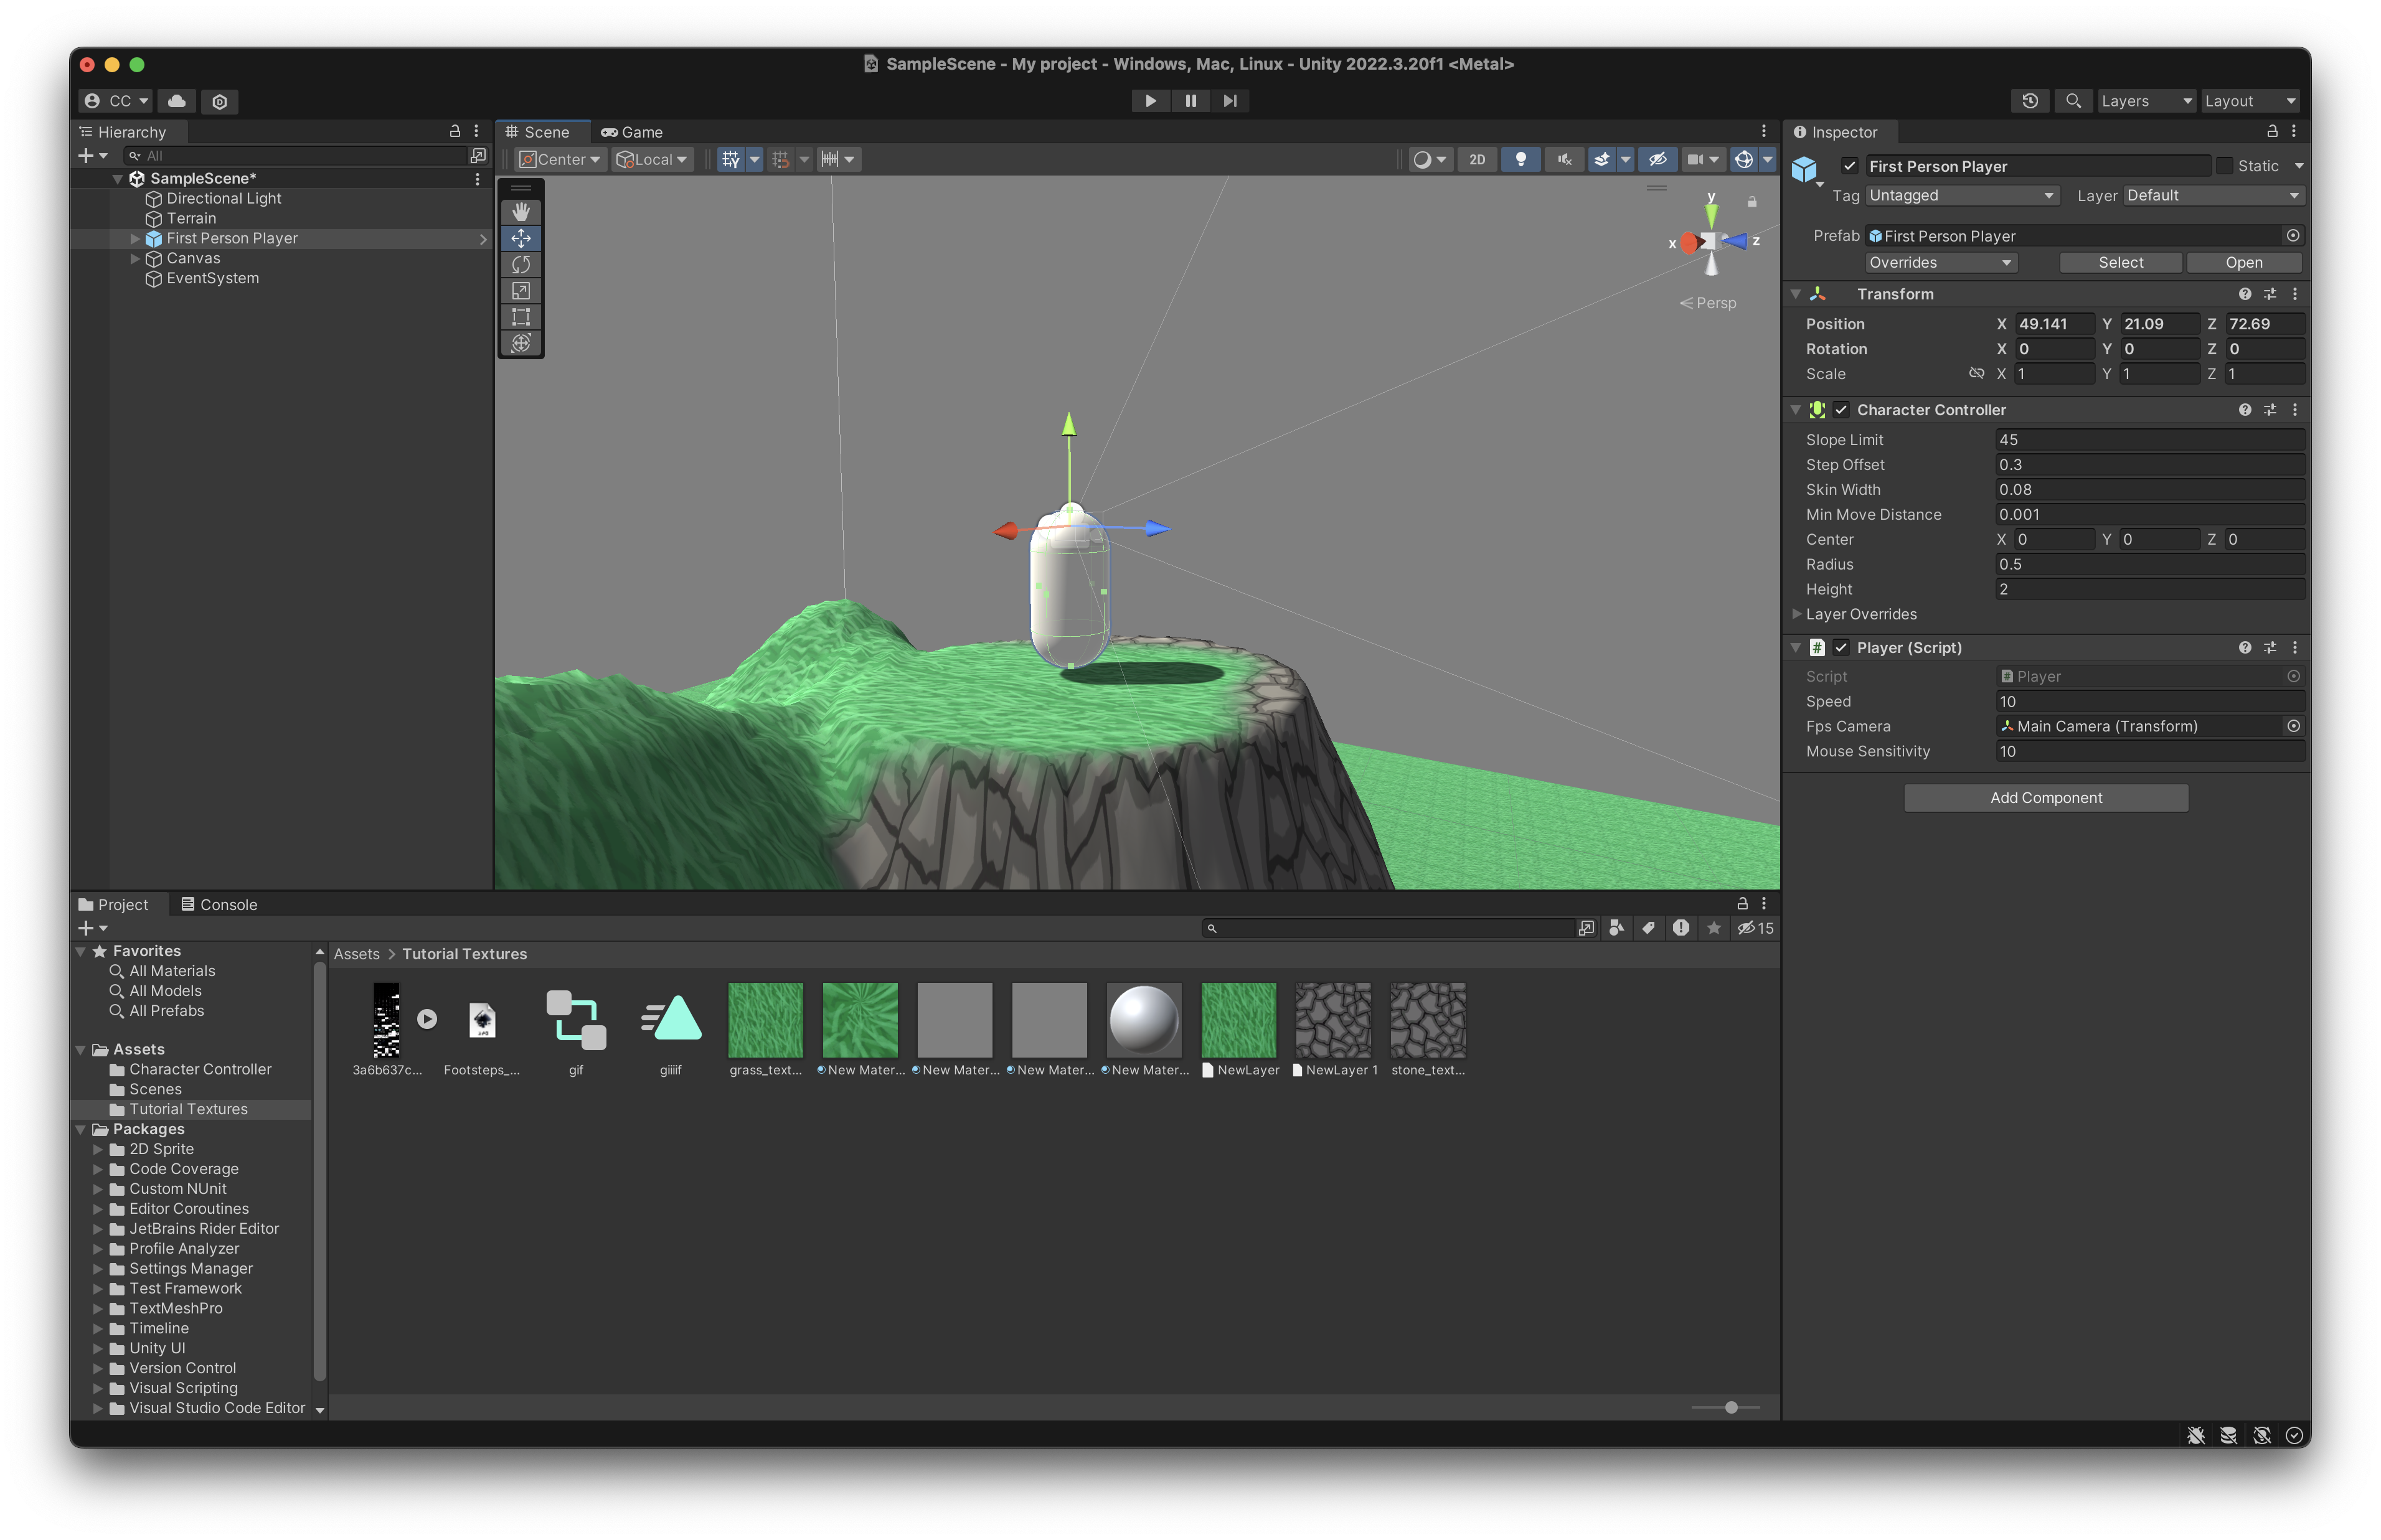 SampleScene - My project - Windows, Mac, Linux - Unity 2022.3.20f1 <Metal>
CC
Layers
Layout
Hierarchy
All
SampleScene*
Directional Light
Terrain
First Person Player
Canvas
EventSystem
Scene
Game
Center
Local
2D
y
x
z
Persp
Inspector
First Person Player
Static
Tag Untagged Layer Default
Prefab First Person Player
Overrides Select Open
Transform
Position X 49.141 Y 21.09 Z 72.69
Rotation X 0 Y 0 Z 0
Scale X 1 Y 1 Z 1
Character Controller
Slope Limit 45
Step Offset 0.3
Skin Width 0.08
Min Move Distance 0.001
Center X 0 Y 0 Z 0
Radius 0.5
Height 2
Layer Overrides
# Player (Script)
Script Player
Speed 10
Fps Camera Main Camera (Transform)
Mouse Sensitivity 10
Add Component
Project
Console
15
Favorites
All Materials
All Models
All Prefabs
Assets
Character Controller
Scenes
Tutorial Textures
Packages
2D Sprite
Code Coverage
Custom NUnit
Editor Coroutines
JetBrains Rider Editor
Profile Analyzer
Settings Manager
Test Framework
TextMeshPro
Timeline
Unity UI
Version Control
Visual Scripting
Visual Studio Code Editor
Assets > Tutorial Textures
3a6b637c...
Footsteps_...
gif
giiiif
grass_text...
New Mater...
New Mater...
New Mater...
New Mater...
NewLayer
NewLayer 1
stone_text...